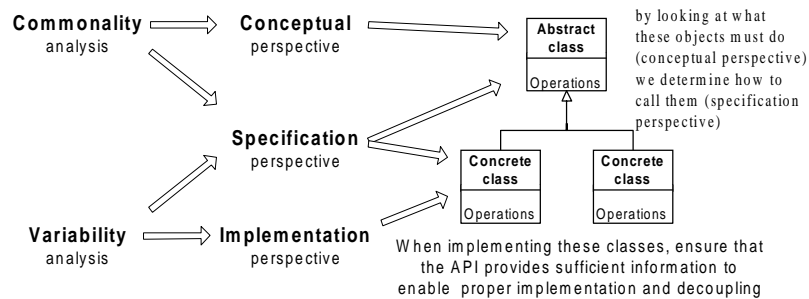 Commonality
analysis
Conceptual
perspective
Abstract
class
Operations
by looking at what
these objects must do
(conceptual perspective)
we determine how to
call them (specification
perspective)
Specification
perspective
Concrete
class
Operations
Concrete
class
Operations
Variability
analysis
Implementation
perspective
When implementing these classes, ensure that
the API provides sufficient information to
enable proper implementation and decoupling